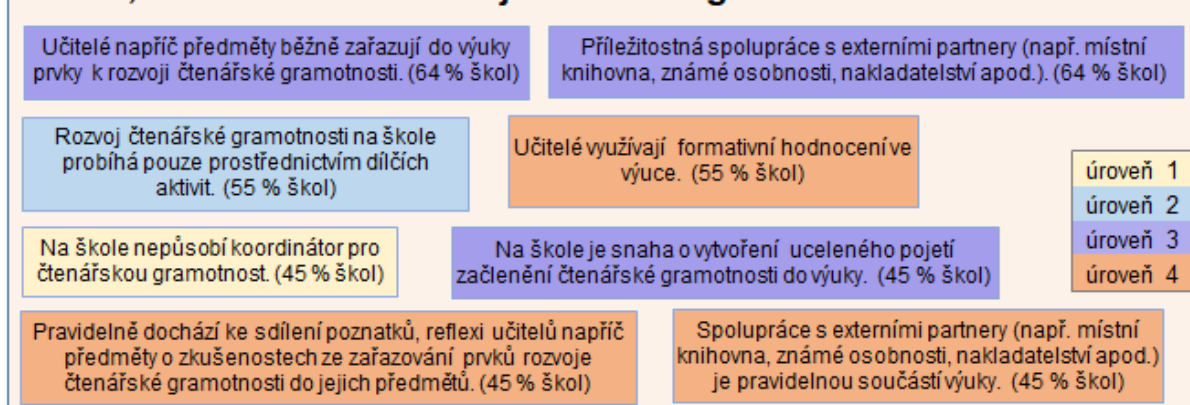 Učitelé napříč předměty běžně zařazují do výuky
prvky k rozvoji čtenářské gramotnosti. (64 % škol)
Příležitostná spolupráce s externími partnery (např. místní
knihovna, známé osobnosti, nakladatelství apod.). (64 % škol)
Rozvoj čtenářské gramotnosti na škole
probíhá pouze prostřednictvím dílčích
aktivit. (55 % škol)
Učitelé využívají formativní hodnocení ve
výuce. (55 % škol)
úroveň 1
úroveň 2
úroveň 3
úroveň 4
Na škole nepůsobí koordinátor pro
čtenářskou gramotnost. (45 % škol)
Na škole je snaha o vytvoření uceleného pojetí
začlenění čtenářské gramotnosti do výuky. (45 % škol)
Pravidelně dochází ke sdílení poznatků, reflexi učitelů napříč
předměty o zkušenostech ze zařazování prvků rozvoje
čtenářské gramotnosti do jejich předmětů. (45 % škol)
Spolupráce s externími partnery (např. místní
knihovna, známé osobnosti, nakladatelství apod.)
je pravidelnou součástí výuky. (45 % škol)